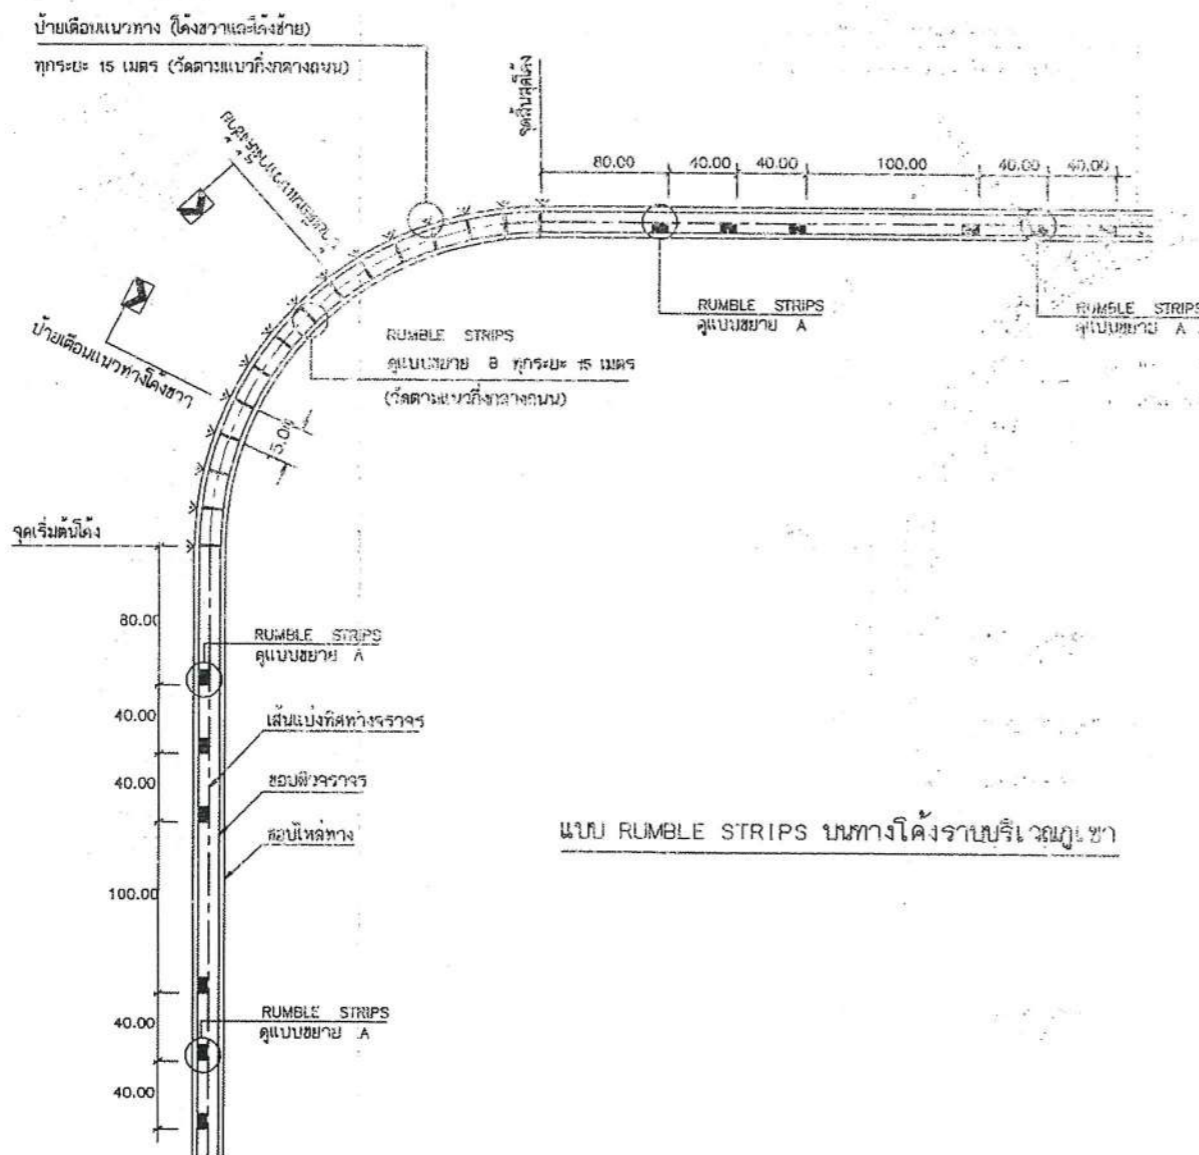 ป้ายเตือนแนวทาง (โค้งขวาและโค้งซ้าย)
ทุกระยะ 15 เมตร (วัดตามแนวกึ่งกลางถนน)
จุดสิ้นสุดโค้ง
80.00 40.00 40.00 100.00 40.00 40.00
RUMBLE STRIPS
ดูแบบขยาย A
RUMBLE STRIPS
ดูแบบขยาย A
ป้ายเตือนแนวทางโค้งขวา
RUMBLE STRIPS
ดูแบบขยาย B ทุกระยะ 15 เมตร
(วัดตามแนวกึ่งกลางถนน)
จุดเริ่มต้นโค้ง
80.00
RUMBLE STRIPS
ดูแบบขยาย A
40.00
เส้นแบ่งทิศทางจราจร
40.00
ขอบผิวจราจร
ขอบไหล่ทาง
แบบ RUMBLE STRIPS บนทางโค้งราบบริเวณภูเขา
100.00
RUMBLE STRIPS
ดูแบบขยาย A
40.00
40.00